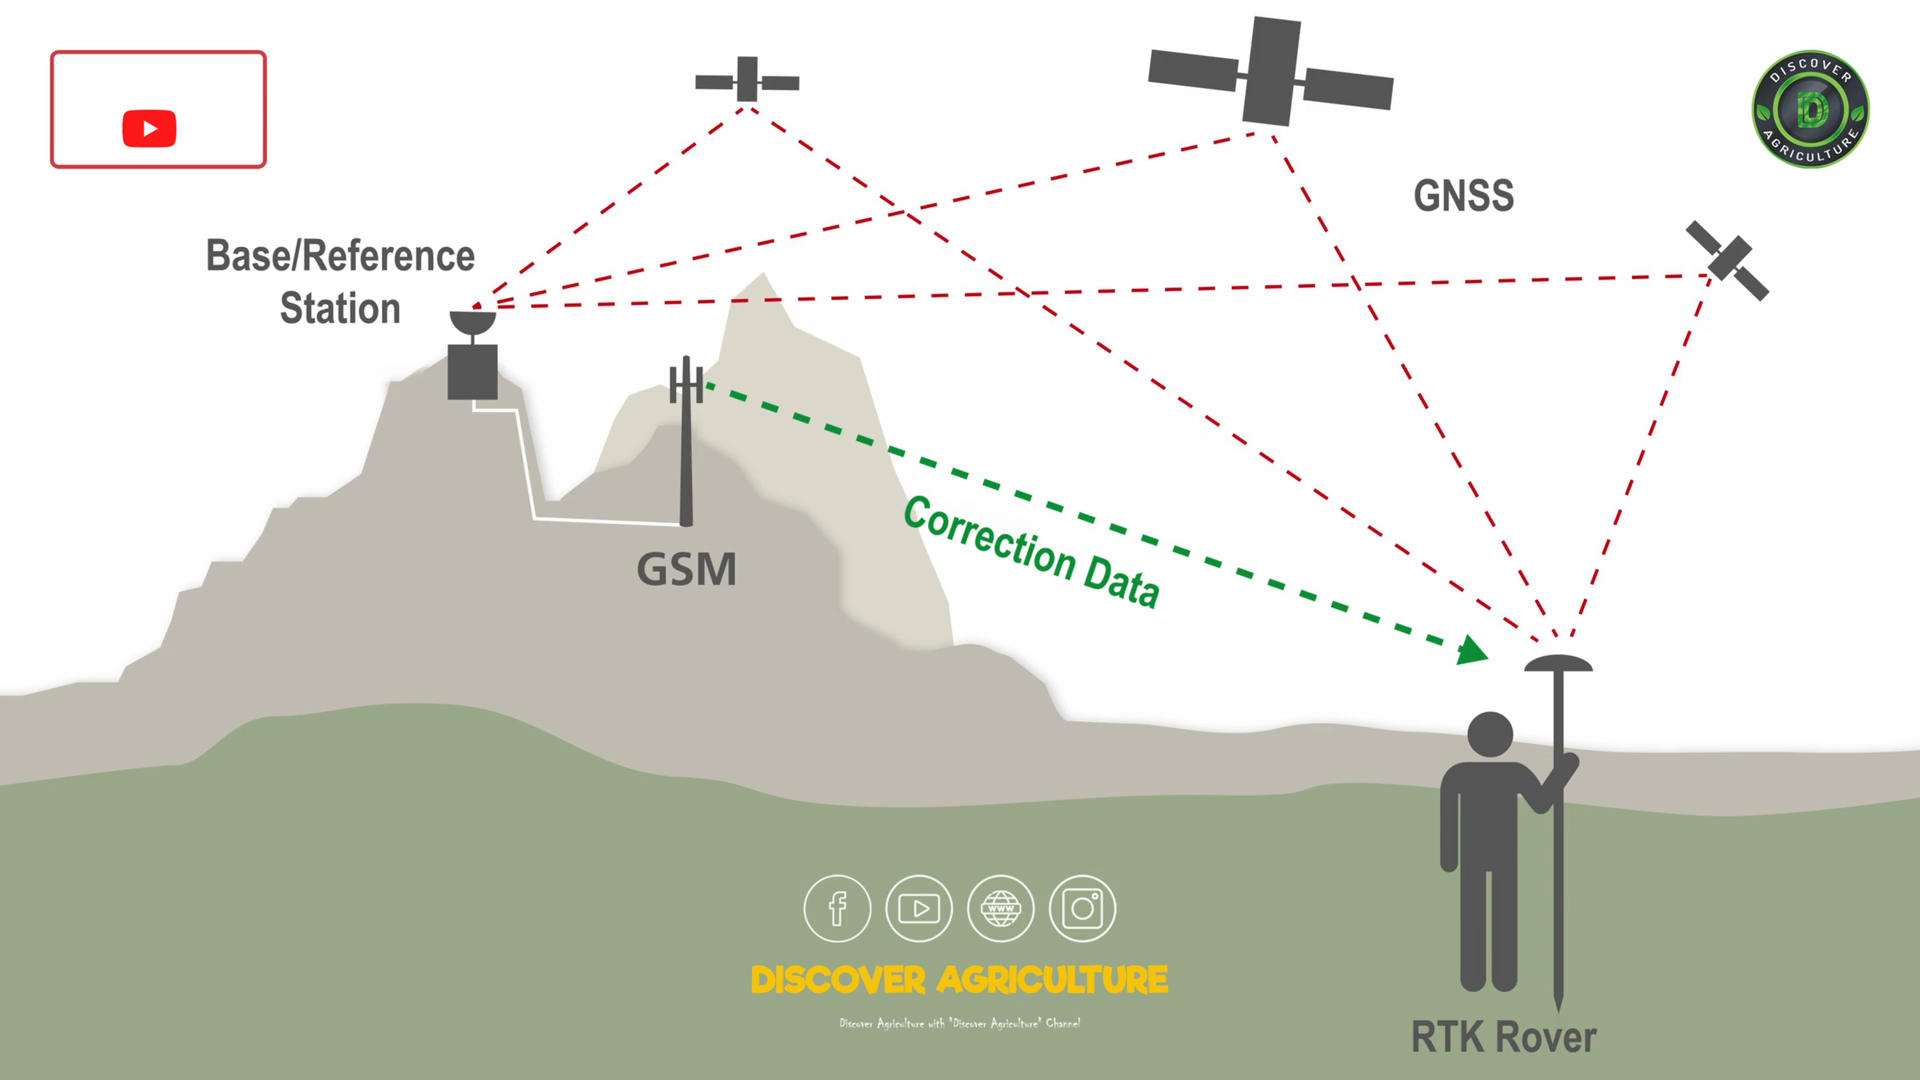 DISCOVER
D
AGRICULTURE
GNSS
Base/Reference
Station
GSM
Correction Data
www
DISCOVER AGRICULTURE
Discover Agriculture with "Discover Agriculture" Channel
RTK Rover